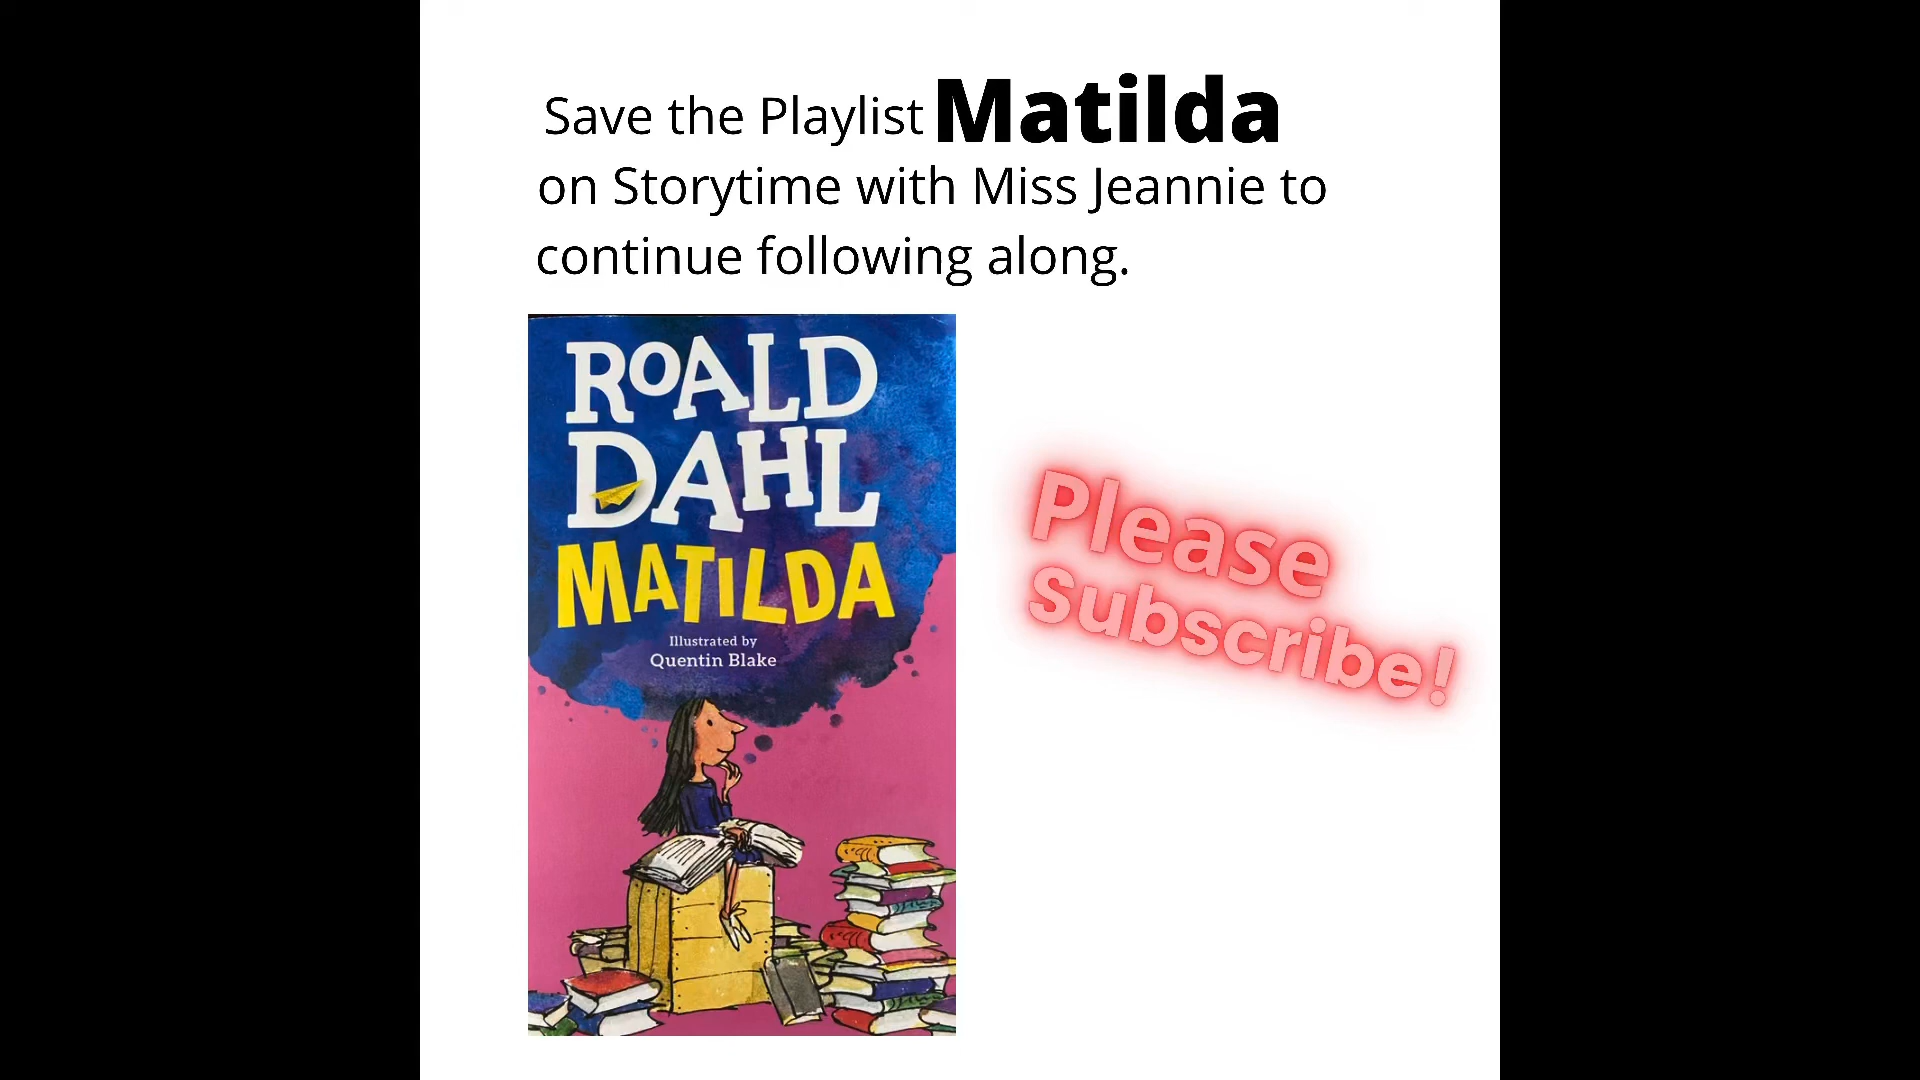 Save the Playlist Matilda
on Storytime with Miss Jeannie to
continue following along.
ROALD
DAHL
MATILDA
Illustrated by
Quentin Blake
Please
Subscribe!